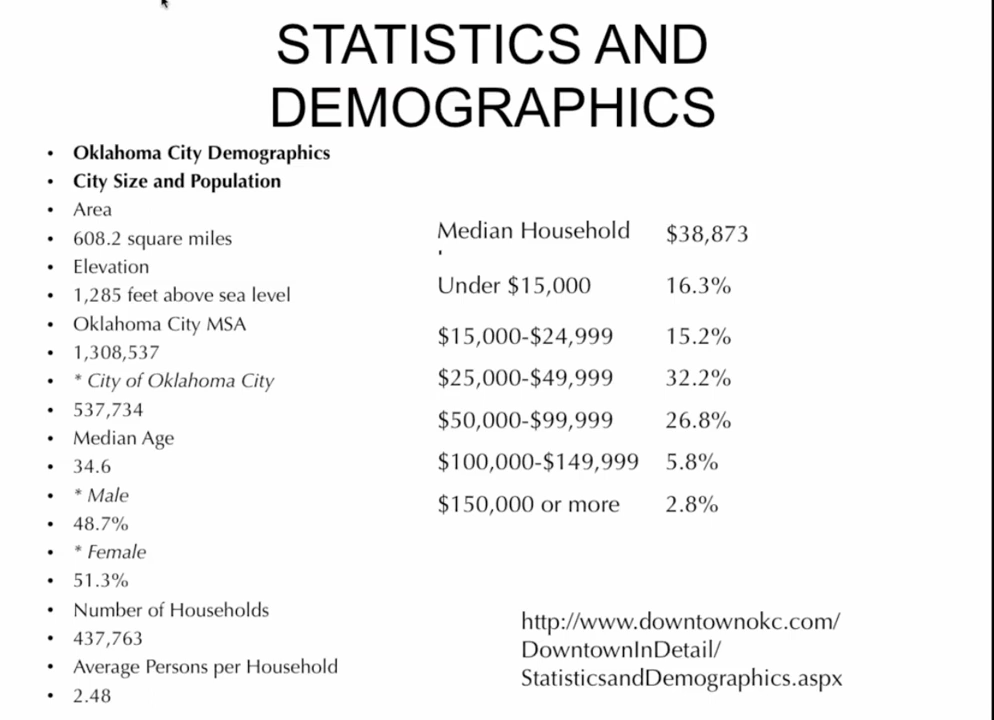 STATISTICS AND
DEMOGRAPHICS
• Oklahoma City Demographics
• City Size and Population
• Area
• 608.2 square miles
• Elevation
• 1,285 feet above sea level
• Oklahoma City MSA
• 1,308,537
• * City of Oklahoma City
• 537,734
• Median Age
• 34.6
• * Male
• 48.7%
• * Female
• 51.3%
• Number of Households
• 437,763
• Average Persons per Household
• 2.48
Median Household $38,873
Under $15,000 16.3%
$15,000-$24,999 15.2%
$25,000-$49,999 32.2%
$50,000-$99,999 26.8%
$100,000-$149,999 5.8%
$150,000 or more 2.8%
http://www.downtownokc.com/
DowntownInDetail/
StatisticsandDemographics.aspx